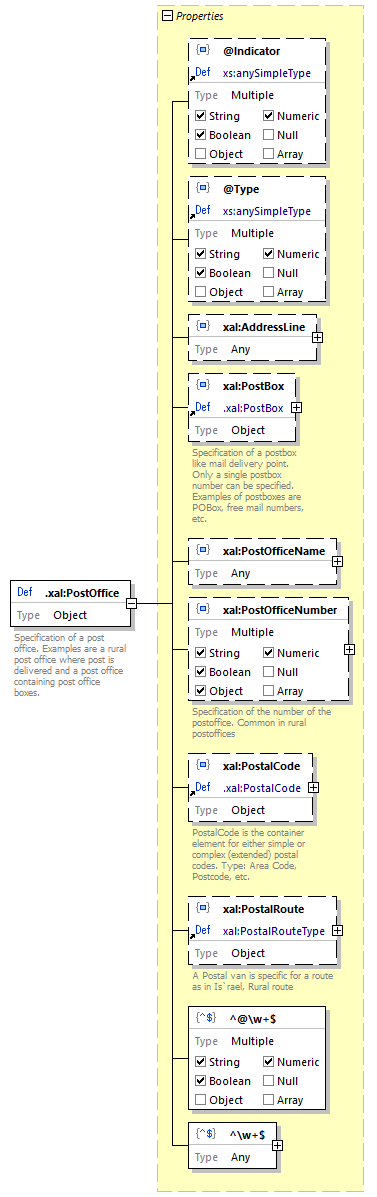 Properties
@Indicator
Def xs:anySimpleType
Type Multiple
String Numeric
Boolean Null
Object Array
@Type
Def xs:anySimpleType
Type Multiple
String Numeric
Boolean Null
Object Array
xal:AddressLine
Type Any
xal:PostBox
Def .xal:PostBox
Type Object
Specification of a postbox
like mail delivery point.
Only a single postbox
number can be specified.
Examples of postboxes are
POBox, free mail numbers,
etc.
xal:PostOfficeName
Type Any
Def .xal:PostOffice
Type Object
Specification of a post
office. Examples are a rural
post office where post is
delivered and a post office
containing post office
boxes.
xal:PostOfficeNumber
Type Multiple
String Numeric
Boolean Null
Object Array
Specification of the number of the
postoffice. Common in rural
postoffices
xal:PostalCode
Def .xal:PostalCode
Type Object
PostalCode is the container
element for either simple or
complex (extended) postal
codes. Type: Area Code,
Postcode, etc.
xal:PostalRoute
Def xal:PostalRouteType
Type Object
A Postal van is specific for a route
as in Is`rael, Rural route
{^$} ^@\w+$
Type Multiple
String Numeric
Boolean Null
Object Array
{^$} ^\w+$
Type Any